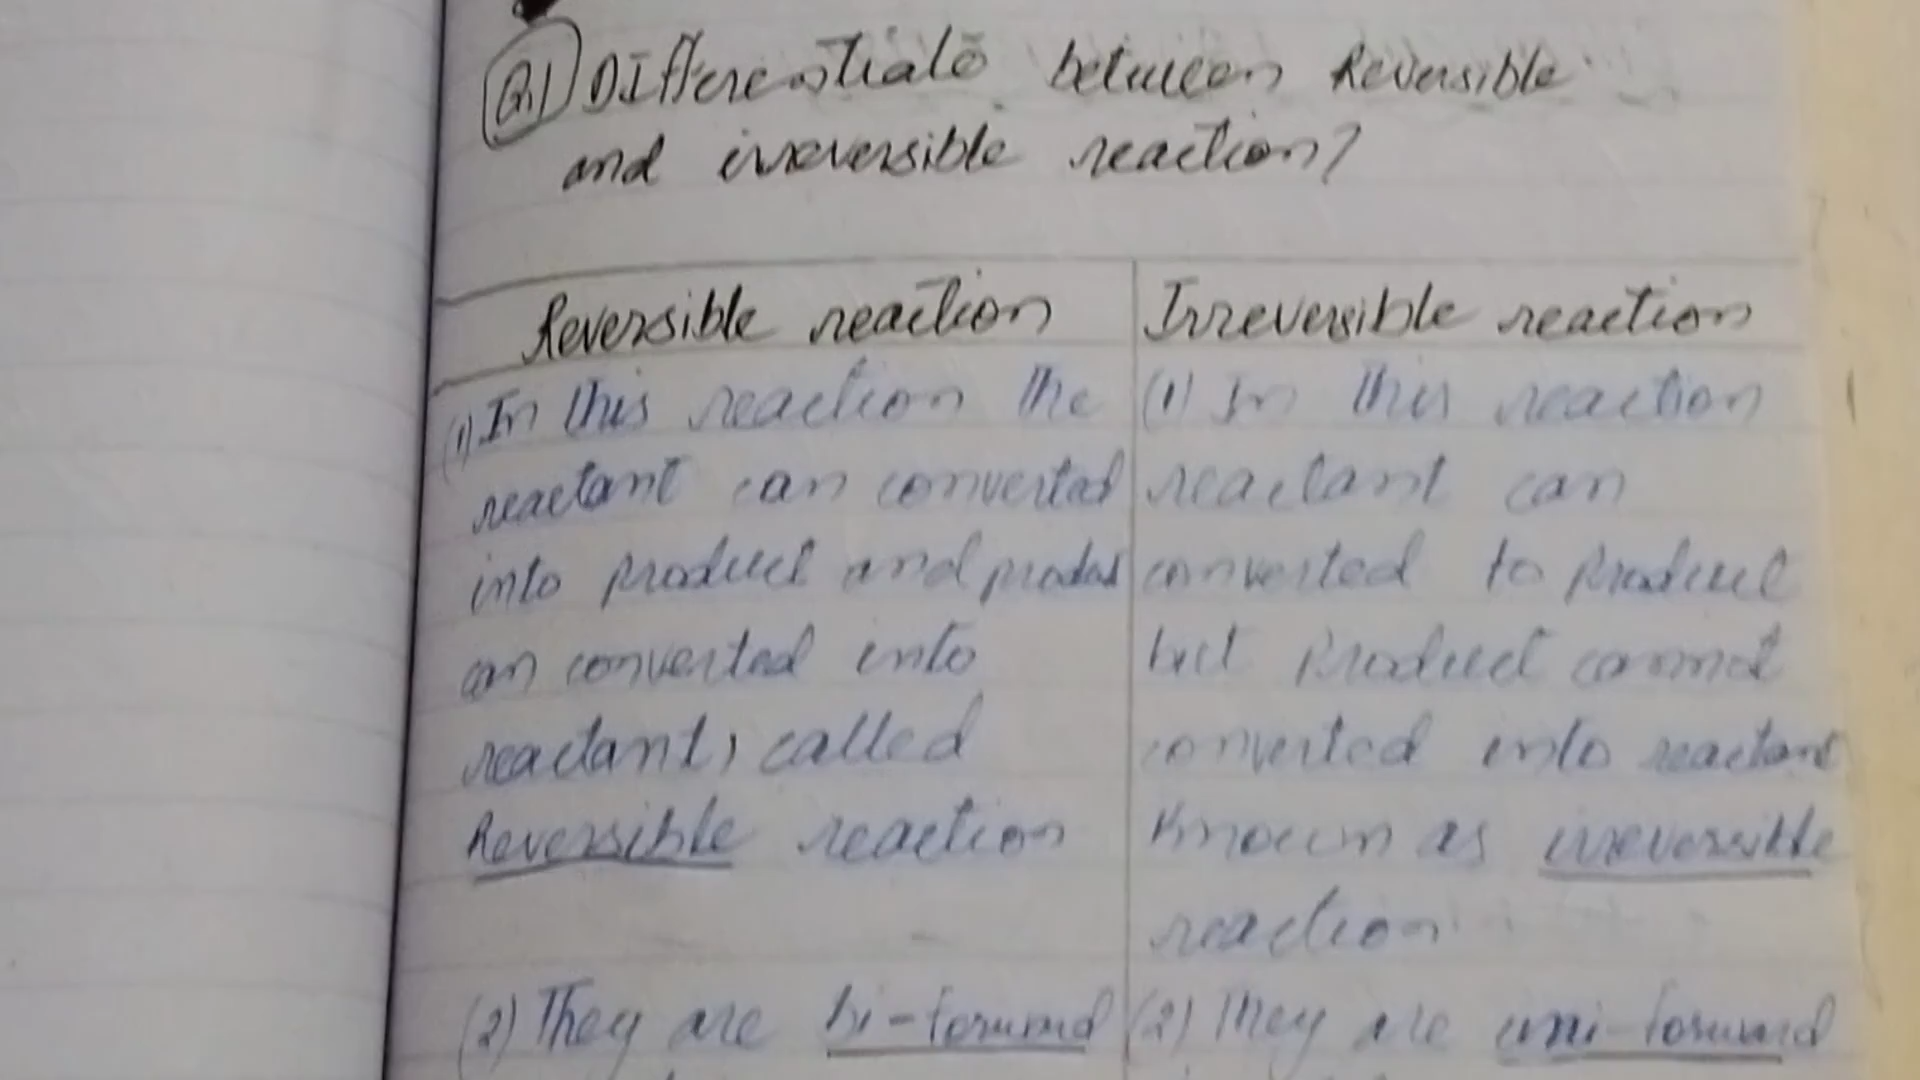 Q.1 Differentiate between Reversible
and irreversible reaction?
Reversible reaction
(1) In this reaction the
reactant can converted
into product and product
can converted into
reactant, called
Reversible reaction
(2) They are bi-forward
Irreversible reaction
(1) In this reaction
reactant can
converted to product
but product cannot
converted into reactant
known as irreversible
reaction
(2) They are uni-forward